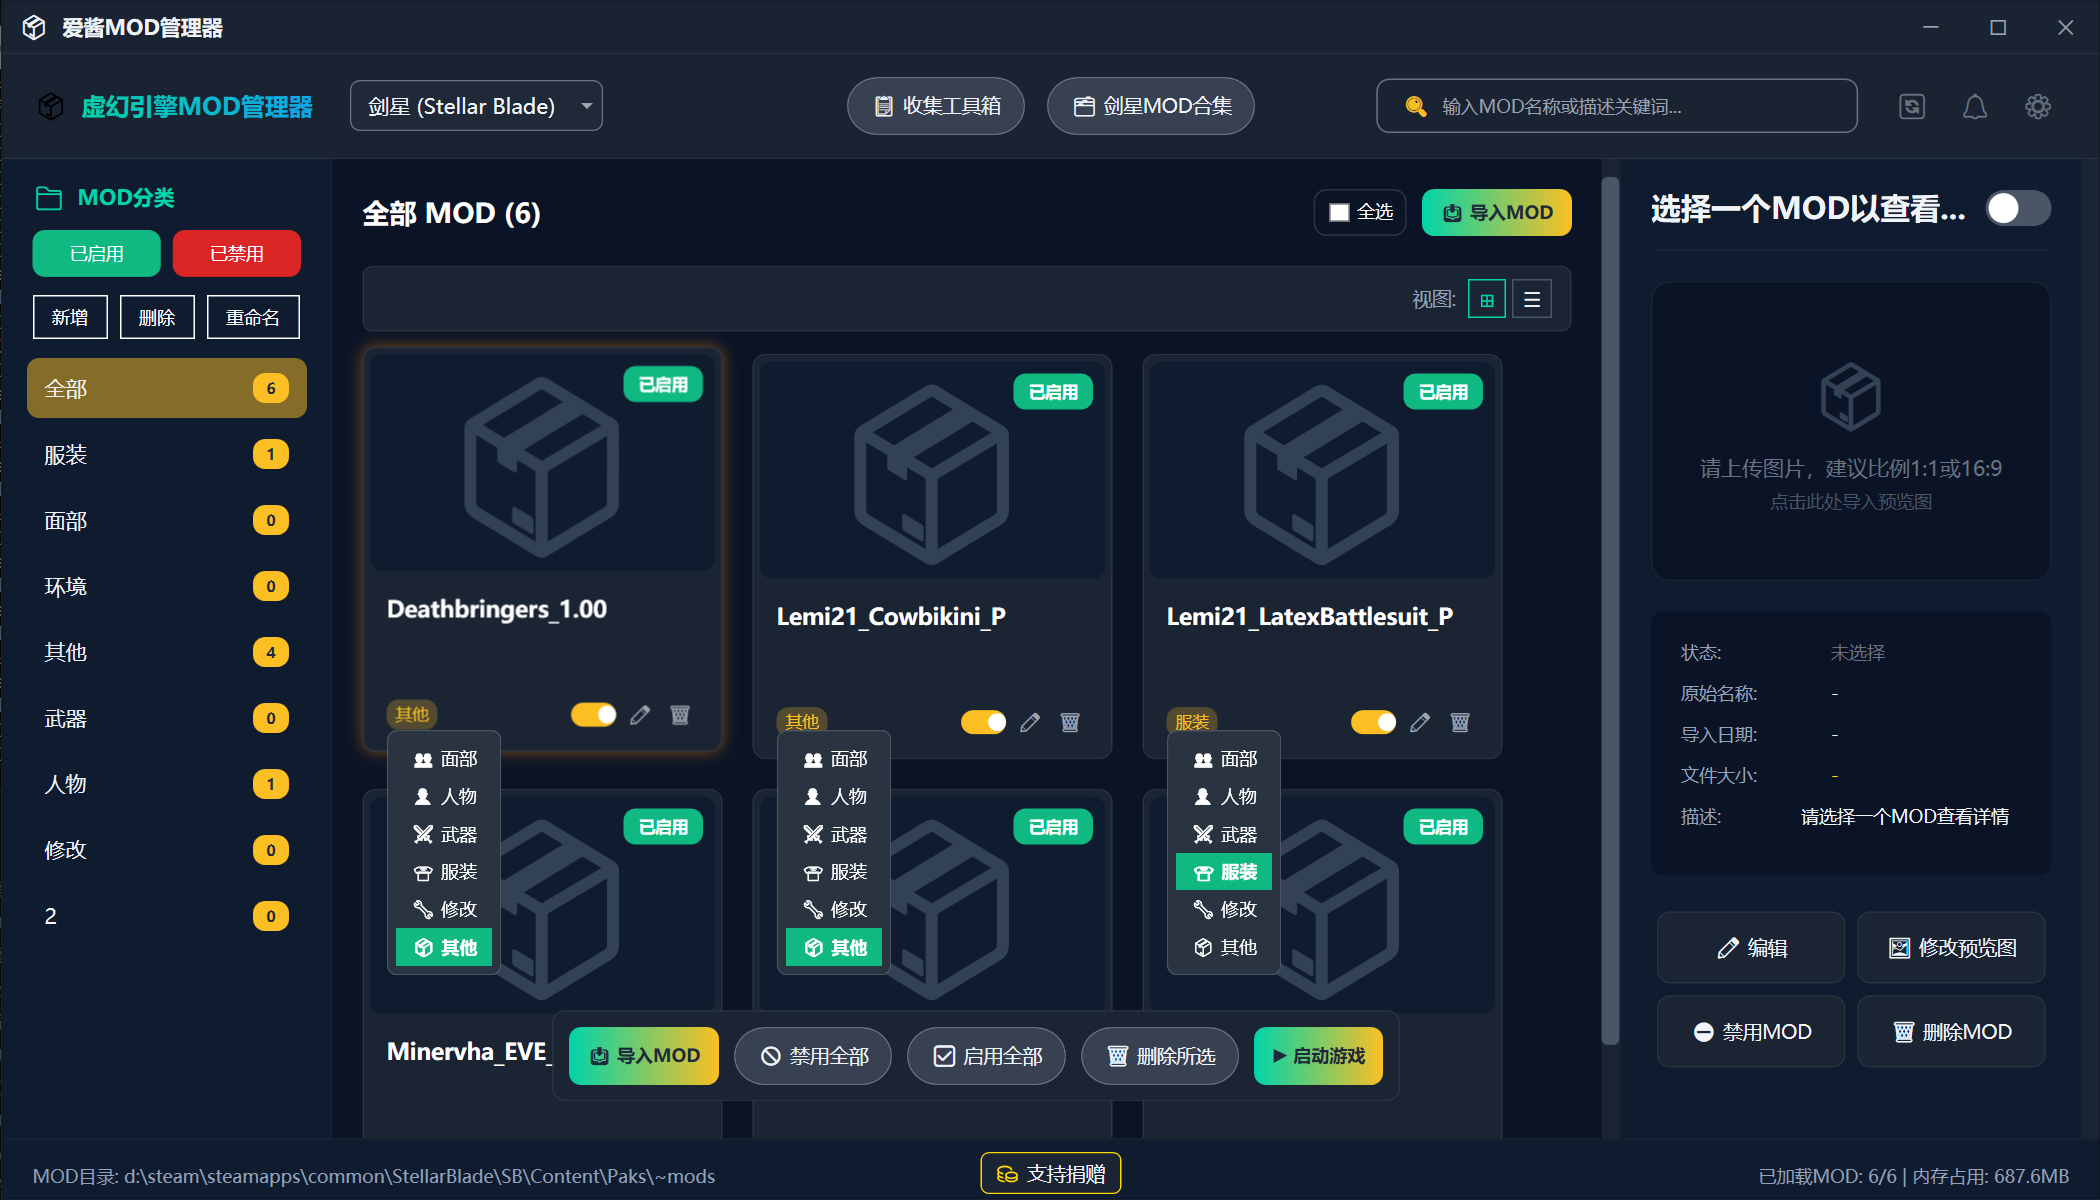 爱酱MOD管理器
虚幻引擎MOD管理器
剑星 (Stellar Blade)
收集工具箱
剑星MOD合集
输入MOD名称或描述关键词...
MOD分类
已启用
已禁用
新增
删除
重命名
全部
6
服装
1
面部
0
环境
0
其他
4
武器
0
人物
1
修改
0
2
0
全部 MOD (6)
全选
导入MOD
视图:
已启用
已启用
已启用
Deathbringers_1.00
Lemi21_Cowbikini_P
Lemi21_LatexBattlesuit_P
其他
其他
服装
面部
人物
武器
服装
修改
其他
面部
人物
武器
服装
修改
其他
面部
人物
武器
服装
修改
其他
已启用
已启用
已启用
Minervha_EVE_
导入MOD
禁用全部
启用全部
删除所选
启动游戏
选择一个MOD以查看...
请上传图片，建议比例1:1或16:9
点击此处导入预览图
状态:
未选择
原始名称:
-
导入日期:
-
文件大小:
-
描述:
请选择一个MOD查看详情
编辑
修改预览图
禁用MOD
删除MOD
MOD目录: d:\steam\steamapps\common\StellarBlade\SB\Content\Paks\~mods
支持捐赠
已加载MOD: 6/6 | 内存占用: 687.6MB